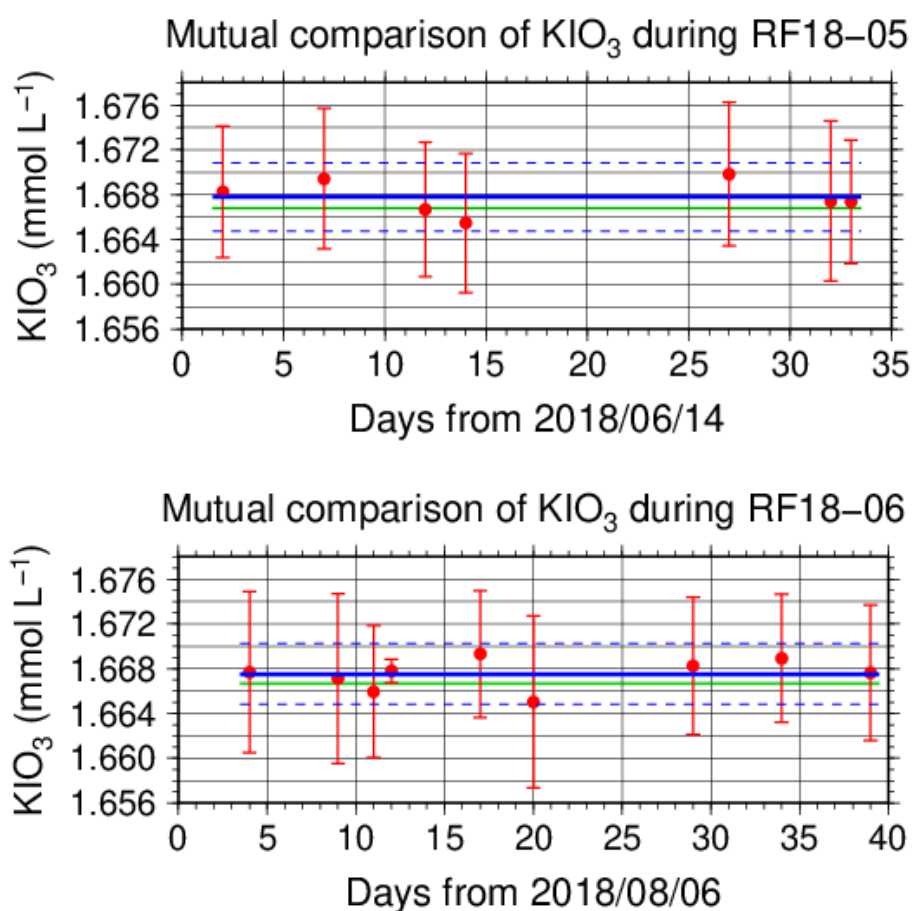 Mutual comparison of KIO₃ during RF18−05
KIO₃ (mmol L⁻¹)
1.676
1.672
1.668
1.664
1.660
1.656
0 5 10 15 20 25 30 35
Days from 2018/06/14
Mutual comparison of KIO₃ during RF18−06
KIO₃ (mmol L⁻¹)
1.676
1.672
1.668
1.664
1.660
1.656
0 5 10 15 20 25 30 35 40
Days from 2018/08/06